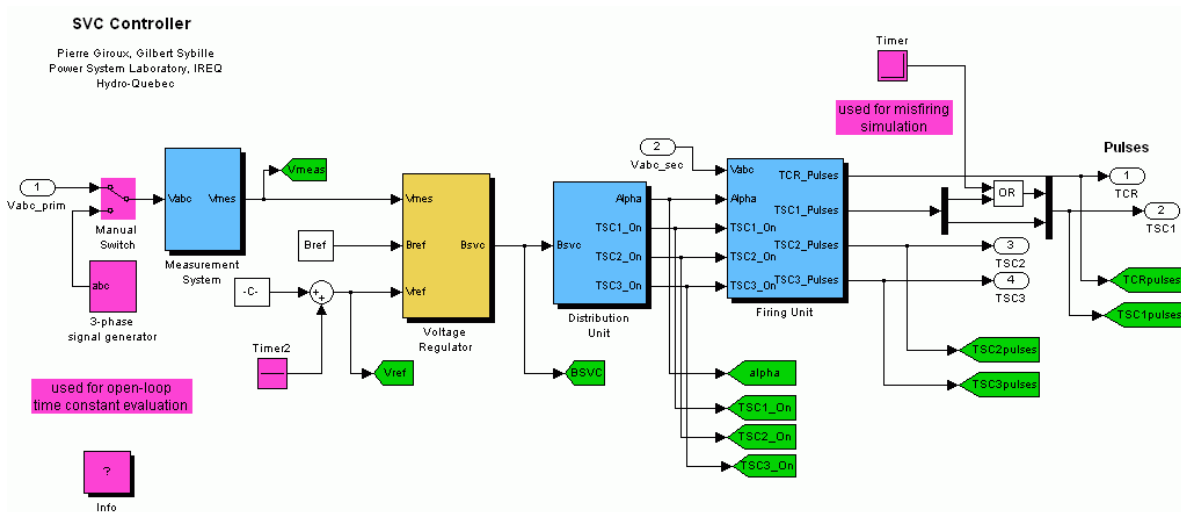 SVC Controller
Pierre Giroux, Gilbert Sybille
Power System Laboratory, IREQ
Hydro-Quebec
Timer
used for misfiring
simulation
Pulses
1
Vabc_prim
Manual
Switch
abc
3-phase
signal generator
Vabc
Vmes
Measurement
System
Vmeas
Bref
-C-
+
+
Timer2
Vref
Vmes
Bref
Vref
Bsvc
Voltage
Regulator
BSVC
Bsvc
Alpha
TSC1_On
TSC2_On
TSC3_On
Distribution
Unit
2
Vabc_sec
Vabc
Alpha
TSC1_On
TSC2_On
TSC3_On
TCR_Pulses
TSC1_Pulses
TSC2_Pulses
TSC3_Pulses
Firing Unit
OR
1
TCR
2
TSC1
3
TSC2
4
TSC3
TCRpulses
TSC1pulses
TSC2pulses
TSC3pulses
alpha
TSC1_On
TSC2_On
TSC3_On
used for open-loop
time constant evaluation
?
Info